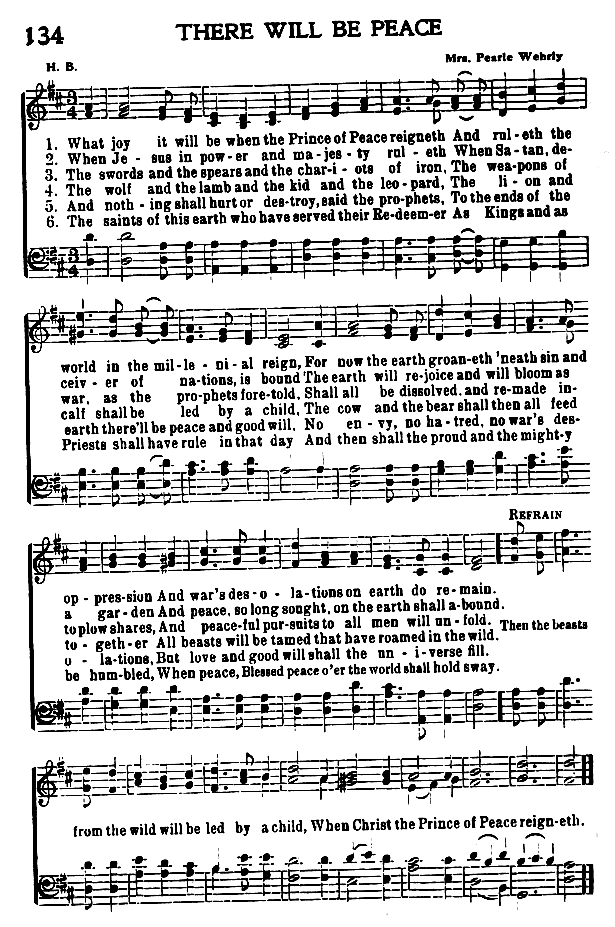 134
THERE WILL BE PEACE
H. B.
Mrs. Pearle Wehrly
1. What joy it will be when the Prince of Peace reigneth And rul-eth the
2. When Je - sus in pow-er and ma-jes-ty rul-eth When Sa-tan, de-
3. The swords and the spears and the char-i-ots of iron, The wea-pons of
4. The wolf and the lamb and the kid and the leo-pard, The li-on and
5. And noth-ing shall hurt or des-troy, said the pro-phets, To the ends of the
6. The saints of this earth who have served their Re-deem-er As Kings and as
world in the mil-le-ni-al reign, For now the earth groan-eth 'neath sin and
ceiv-er of na-tions, is bound The earth will re-joice and will bloom as
war, as the pro-phets fore-told, Shall all be dissolved, and re-made in-
calf shall be led by a child, The cow and the bear shall then all feed
earth there'll be peace and good will, No en-vy, no ha-tred, no war's des-
Priests shall have rule in that day And then shall the proud and the might-y
REFRAIN
op-pres-sion And war's des-o-la-tions on earth do re-main.
a gar-den And peace, so long sought, on the earth shall a-bound.
to plow shares, And peace-ful pur-suits to all men will un-fold. Then the beasts
to-geth-er All beasts will be tamed that have roamed in the wild.
o-la-tions, But love and good will shall the un-i-verse fill.
be hum-bled, When peace, Blessed peace o'er the world shall hold sway.
from the wild will be led by a child, When Christ the Prince of Peace reign-eth.